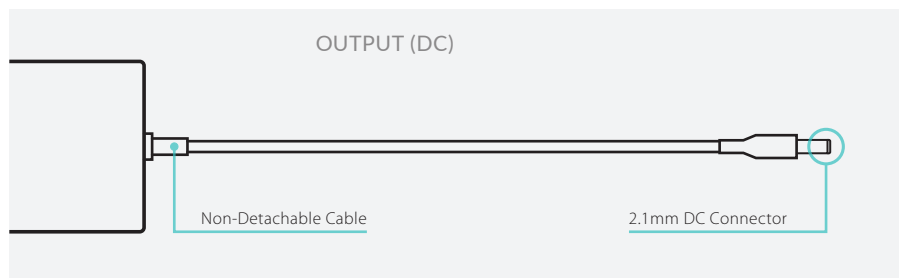 OUTPUT (DC)
Non-Detachable Cable
2.1mm DC Connector